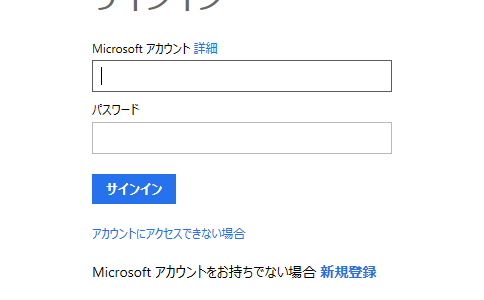 サインイン
Microsoft アカウント 詳細
パスワード
サインイン
アカウントにアクセスできない場合
Microsoft アカウントをお持ちでない場合 新規登録